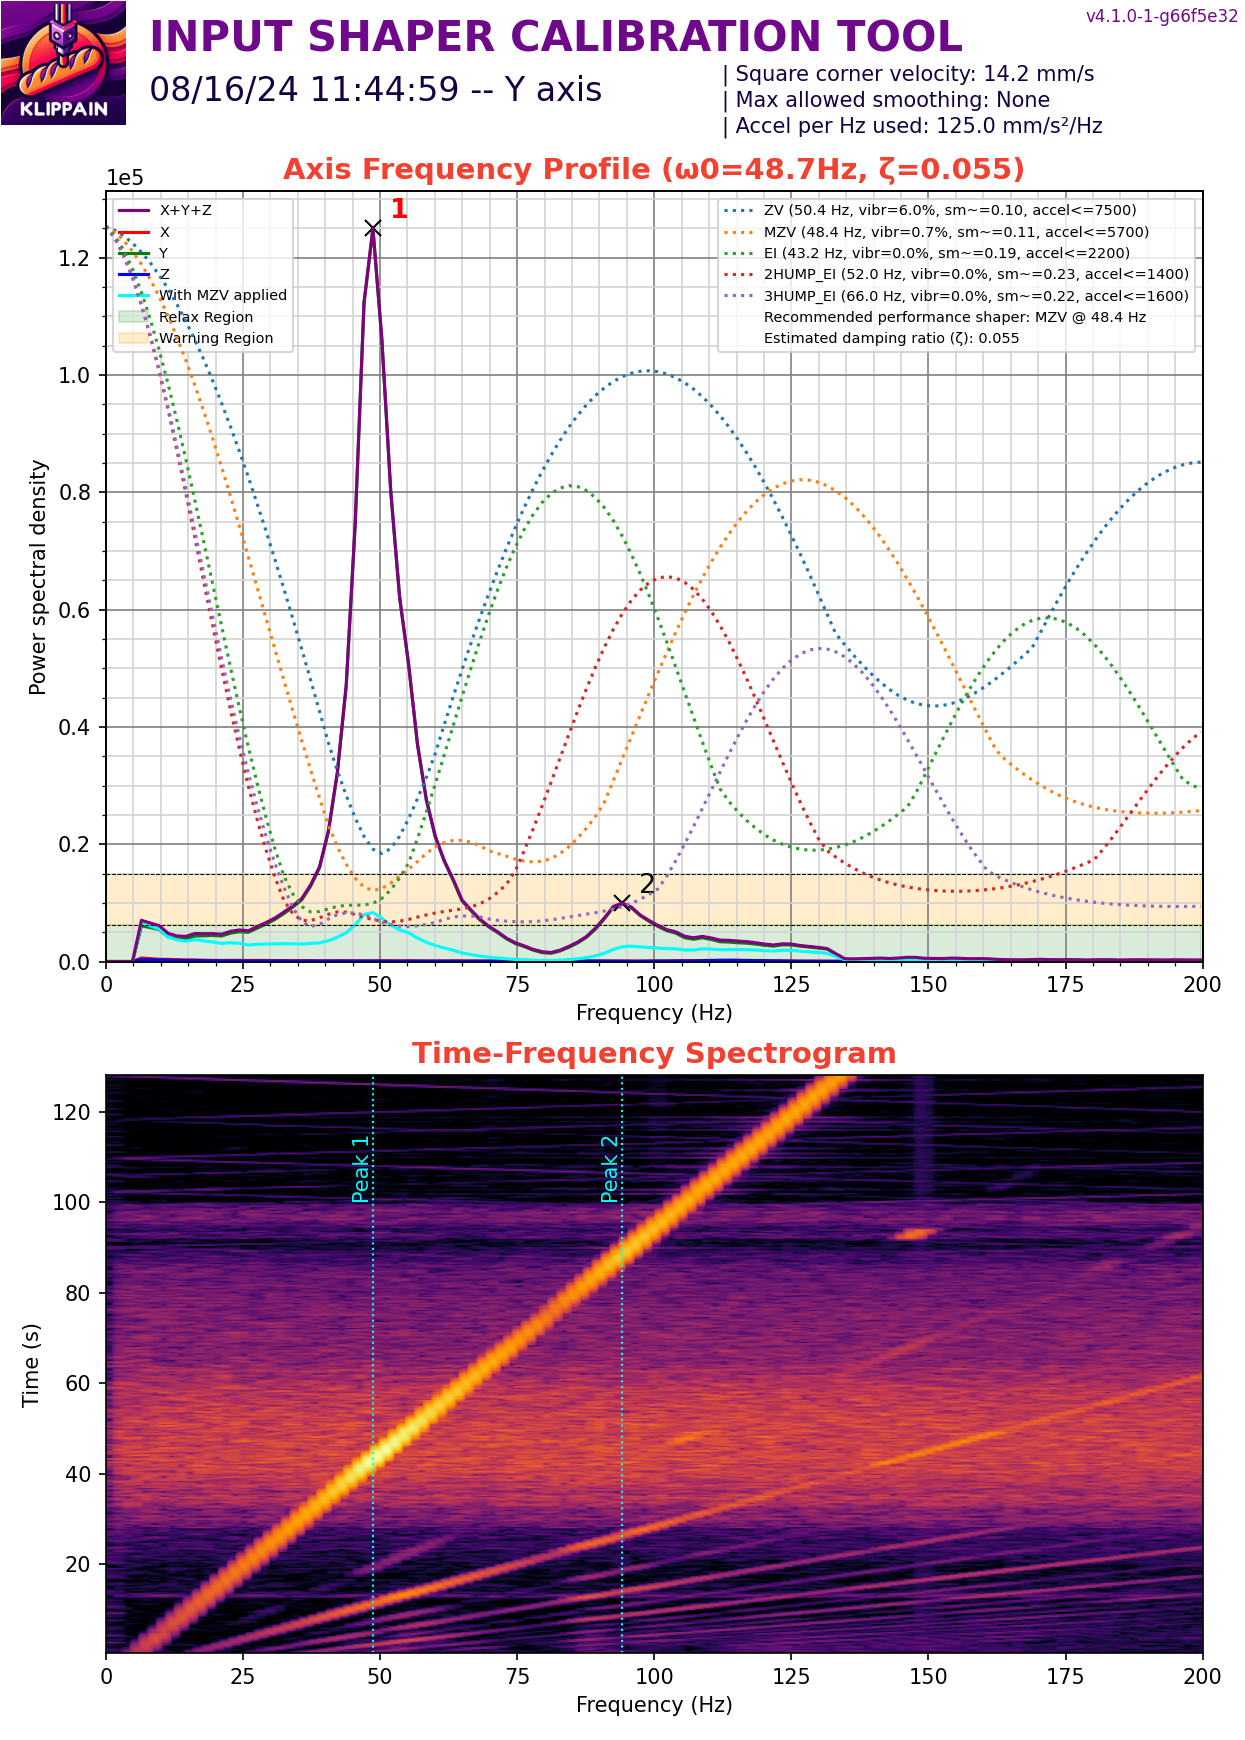 v4.1.0-1-g66f5e32
INPUT SHAPER CALIBRATION TOOL
08/16/24 11:44:59 -- Y axis
| Square corner velocity: 14.2 mm/s
| Max allowed smoothing: None
| Accel per Hz used: 125.0 mm/s²/Hz
KLIPPAIN
Axis Frequency Profile (ω0=48.7Hz, ζ=0.055)
1e5
X+Y+Z
X
Y
Z
With MZV applied
Relax Region
Warning Region
1
ZV (50.4 Hz, vibr=6.0%, sm~=0.10, accel<=7500)
MZV (48.4 Hz, vibr=0.7%, sm~=0.11, accel<=5700)
EI (43.2 Hz, vibr=0.0%, sm~=0.19, accel<=2200)
2HUMP_EI (52.0 Hz, vibr=0.0%, sm~=0.23, accel<=1400)
3HUMP_EI (66.0 Hz, vibr=0.0%, sm~=0.22, accel<=1600)
Recommended performance shaper: MZV @ 48.4 Hz
Estimated damping ratio (ζ): 0.055
1.2
1.0
0.8
0.6
0.4
0.2
0.0
Power spectral density
2
0 25 50 75 100 125 150 175 200
Frequency (Hz)
Time-Frequency Spectrogram
120
100
80
60
40
20
Time (s)
Peak 1
Peak 2
0 25 50 75 100 125 150 175 200
Frequency (Hz)